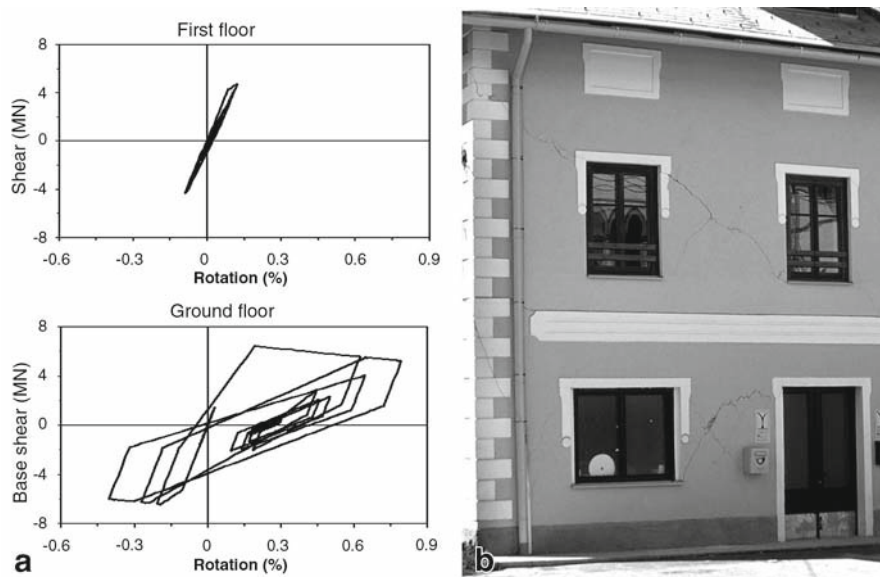 First floor
8
4
0
-4
-8
Shear (MN)
-0.6 -0.3 0 0.3 0.6 0.9
Rotation (%)
Ground floor
8
4
0
-4
-8
Base shear (MN)
-0.6 -0.3 0 0.3 0.6 0.9
Rotation (%)
a
b